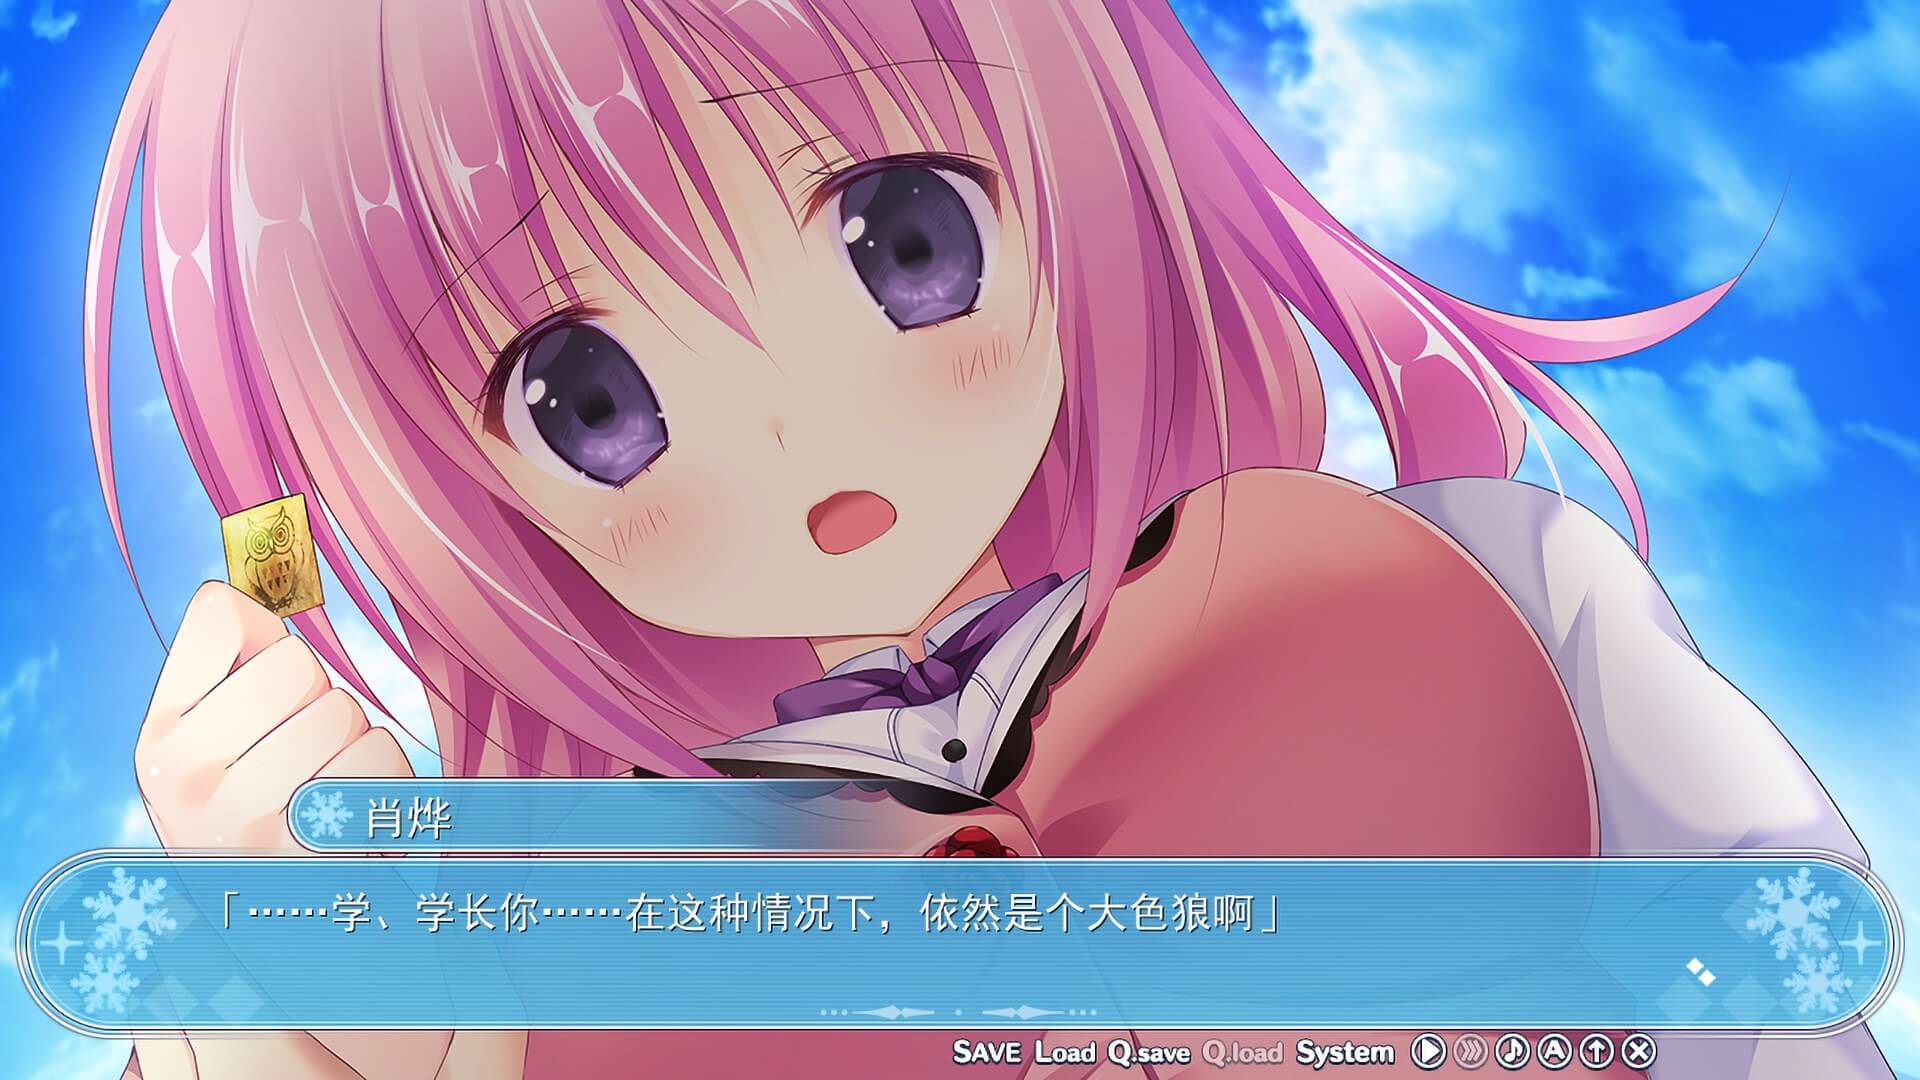 肖烨
「……学、学长你……在这种情况下，依然是个大色狼啊」
SAVE Load Q.save Q.load System